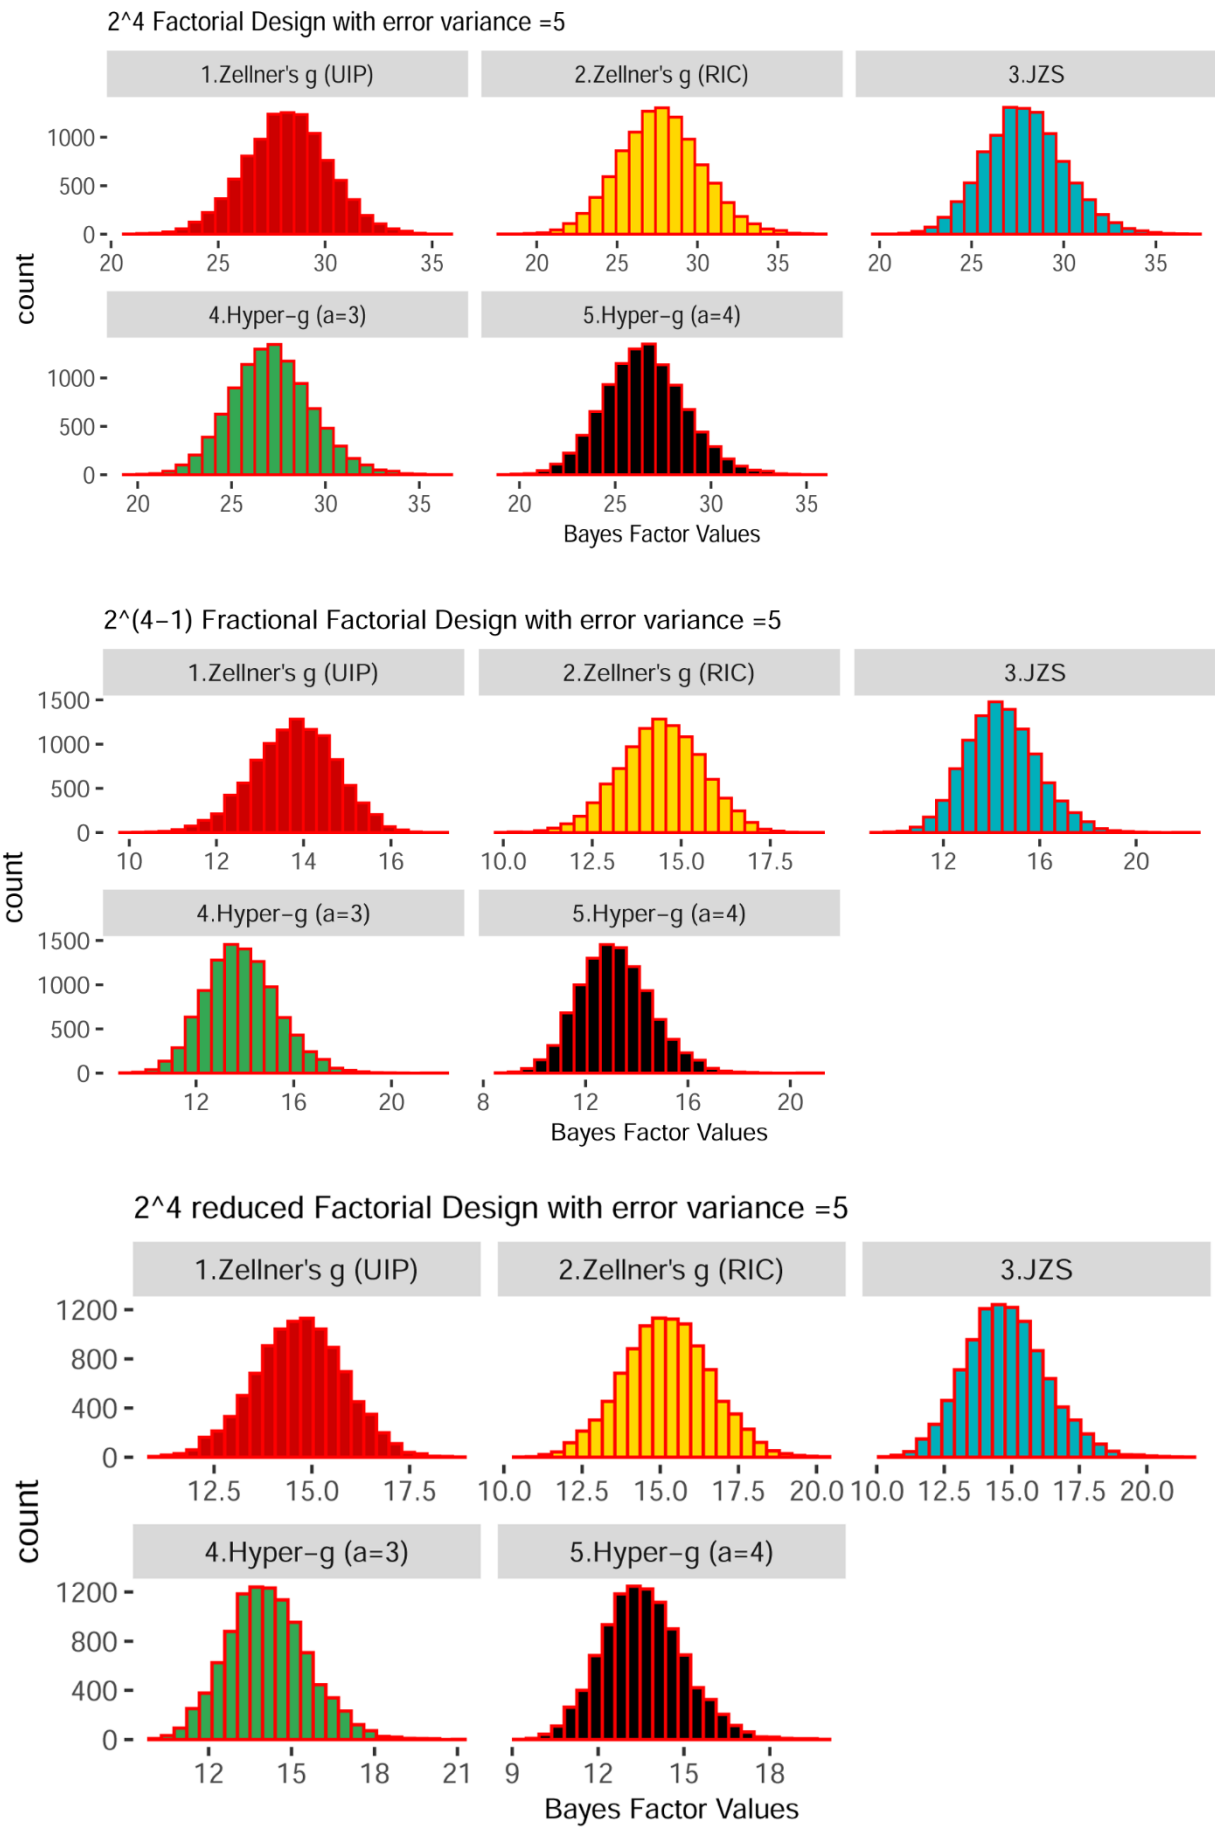 2^4 Factorial Design with error variance =5
1.Zellner's g (UIP) 2.Zellner's g (RIC) 3.JZS
1000
500
0
20 25 30 35 20 25 30 35 20 25 30 35
count
4.Hyper−g (a=3) 5.Hyper−g (a=4)
1000
500
0
20 25 30 35 20 25 30 35
Bayes Factor Values
2^(4−1) Fractional Factorial Design with error variance =5
1.Zellner's g (UIP) 2.Zellner's g (RIC) 3.JZS
1500
1000
500
0
10 12 14 16 10.0 12.5 15.0 17.5 12 16 20
count
4.Hyper−g (a=3) 5.Hyper−g (a=4)
1500
1000
500
0
12 16 20 8 12 16 20
Bayes Factor Values
2^4 reduced Factorial Design with error variance =5
1.Zellner's g (UIP) 2.Zellner's g (RIC) 3.JZS
1200
800
400
0
12.5 15.0 17.5 10.0 12.5 15.0 17.5 20.0 10.0 12.5 15.0 17.5 20.0
count
4.Hyper−g (a=3) 5.Hyper−g (a=4)
1200
800
400
0
12 15 18 21 9 12 15 18
Bayes Factor Values